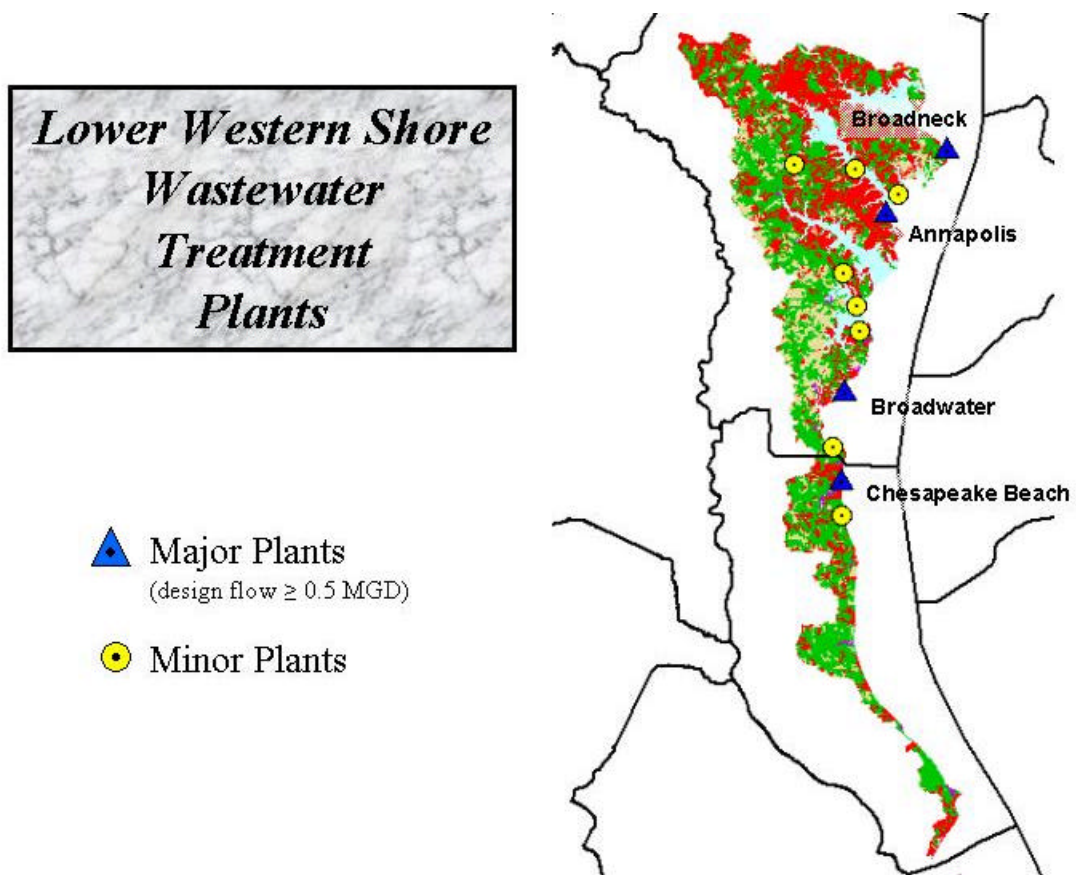 Lower Western Shore
Wastewater
Treatment
Plants
Major Plants
(design flow ≥ 0.5 MGD)
Minor Plants
Broadneck
Annapolis
Broadwater
Chesapeake Beach